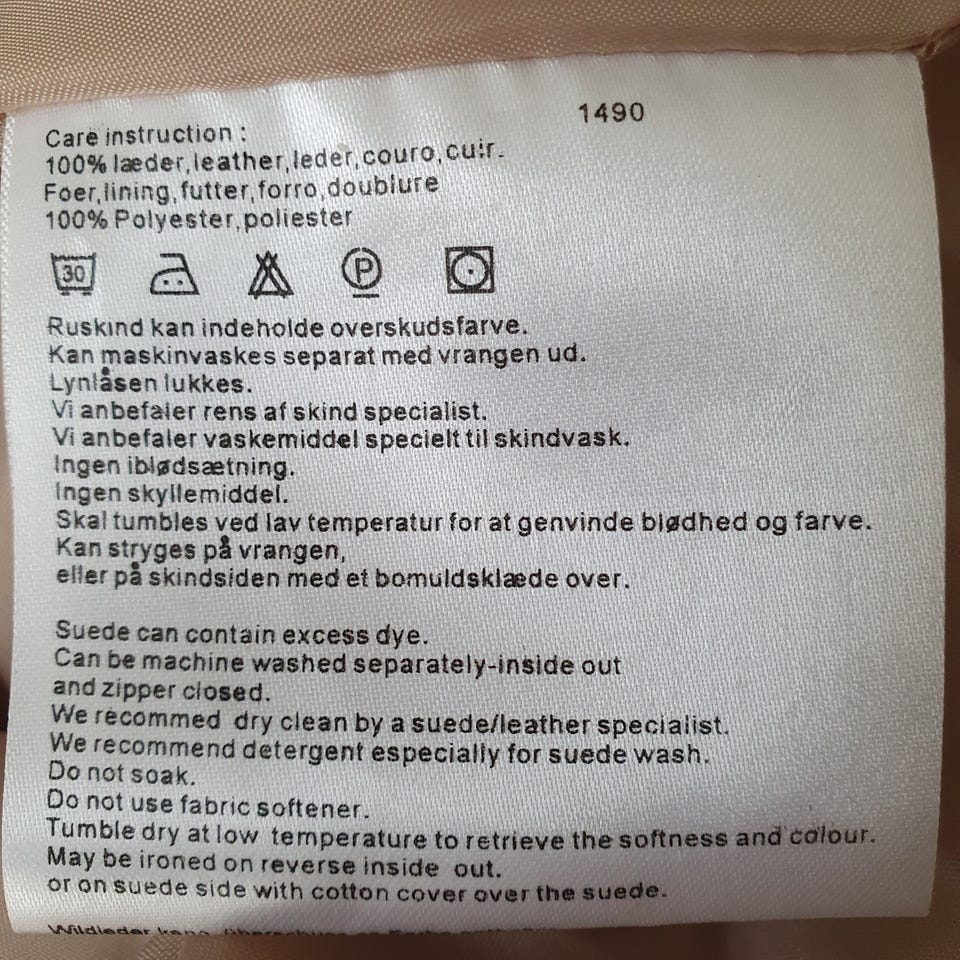 1490
Care instruction :
100% læder,leather,leder,couro,cuir.
Foer,lining,futter,forro,doublure
100% Polyester,poliester
30 P
Ruskind kan indeholde overskudsfarve.
Kan maskinvaskes separat med vrangen ud.
Lynlåsen lukkes.
Vi anbefaler rens af skind specialist.
Vi anbefaler vaskemiddel specielt til skindvask.
Ingen iblødsætning.
Ingen skyllemiddel.
Skal tumbles ved lav temperatur for at genvinde blødhed og farve.
Kan stryges på vrangen,
eller på skindsiden med et bomuldsklæde over.
Suede can contain excess dye.
Can be machine washed separately-inside out
and zipper closed.
We recommed dry clean by a suede/leather specialist.
We recommend detergent especially for suede wash.
Do not soak.
Do not use fabric softener.
Tumble dry at low temperature to retrieve the softness and colour.
May be ironed on reverse inside out.
or on suede side with cotton cover over the suede.
Wildleder